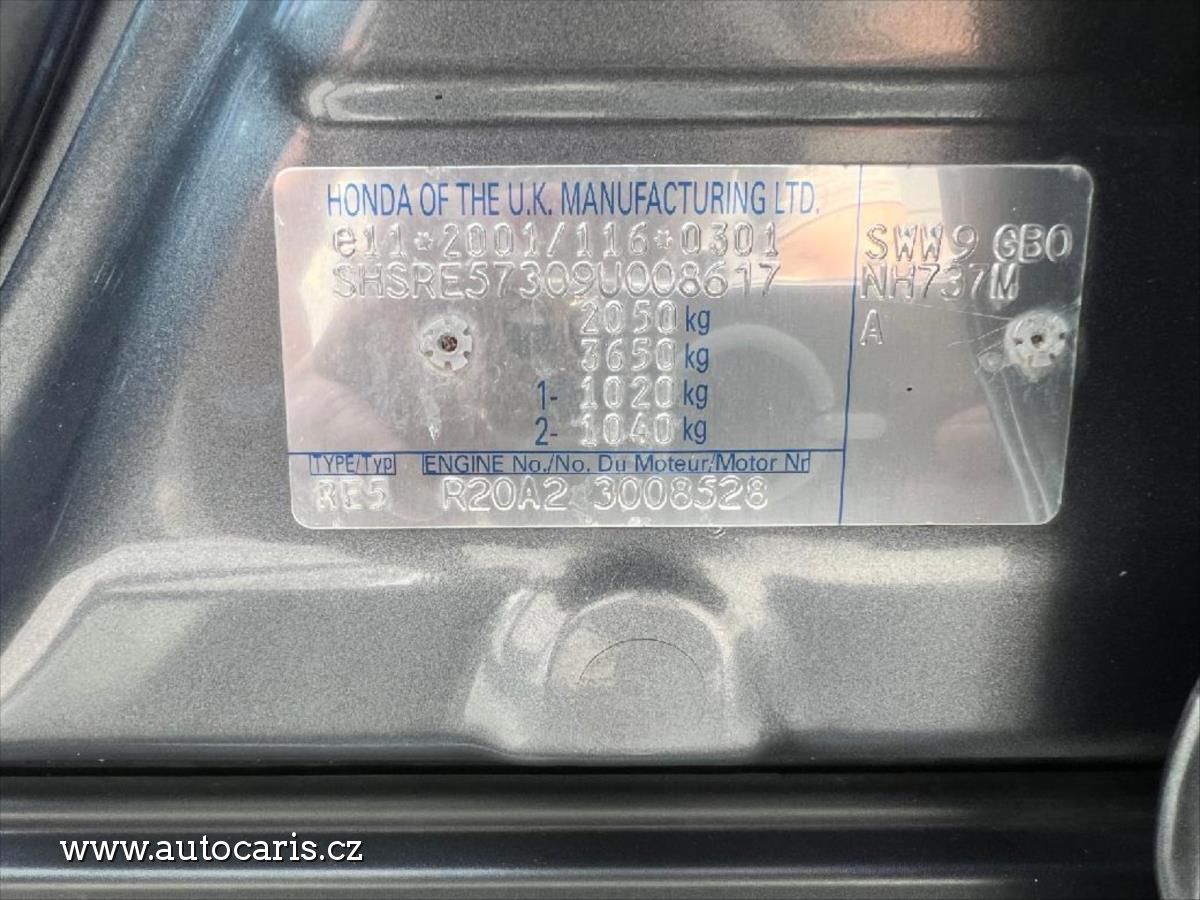 HONDA OF THE U.K. MANUFACTURING LTD.
e11*2001/116*0301
SHSRE57309U008617
2050 kg
3650 kg
1- 1020 kg
2- 1040 kg
TYPE/Typ ENGINE No./No. Du Moteur/Motor Nr
RE5 R20A2 3008528
SWW9 GBO
NH737M
A
www.autocaris.cz